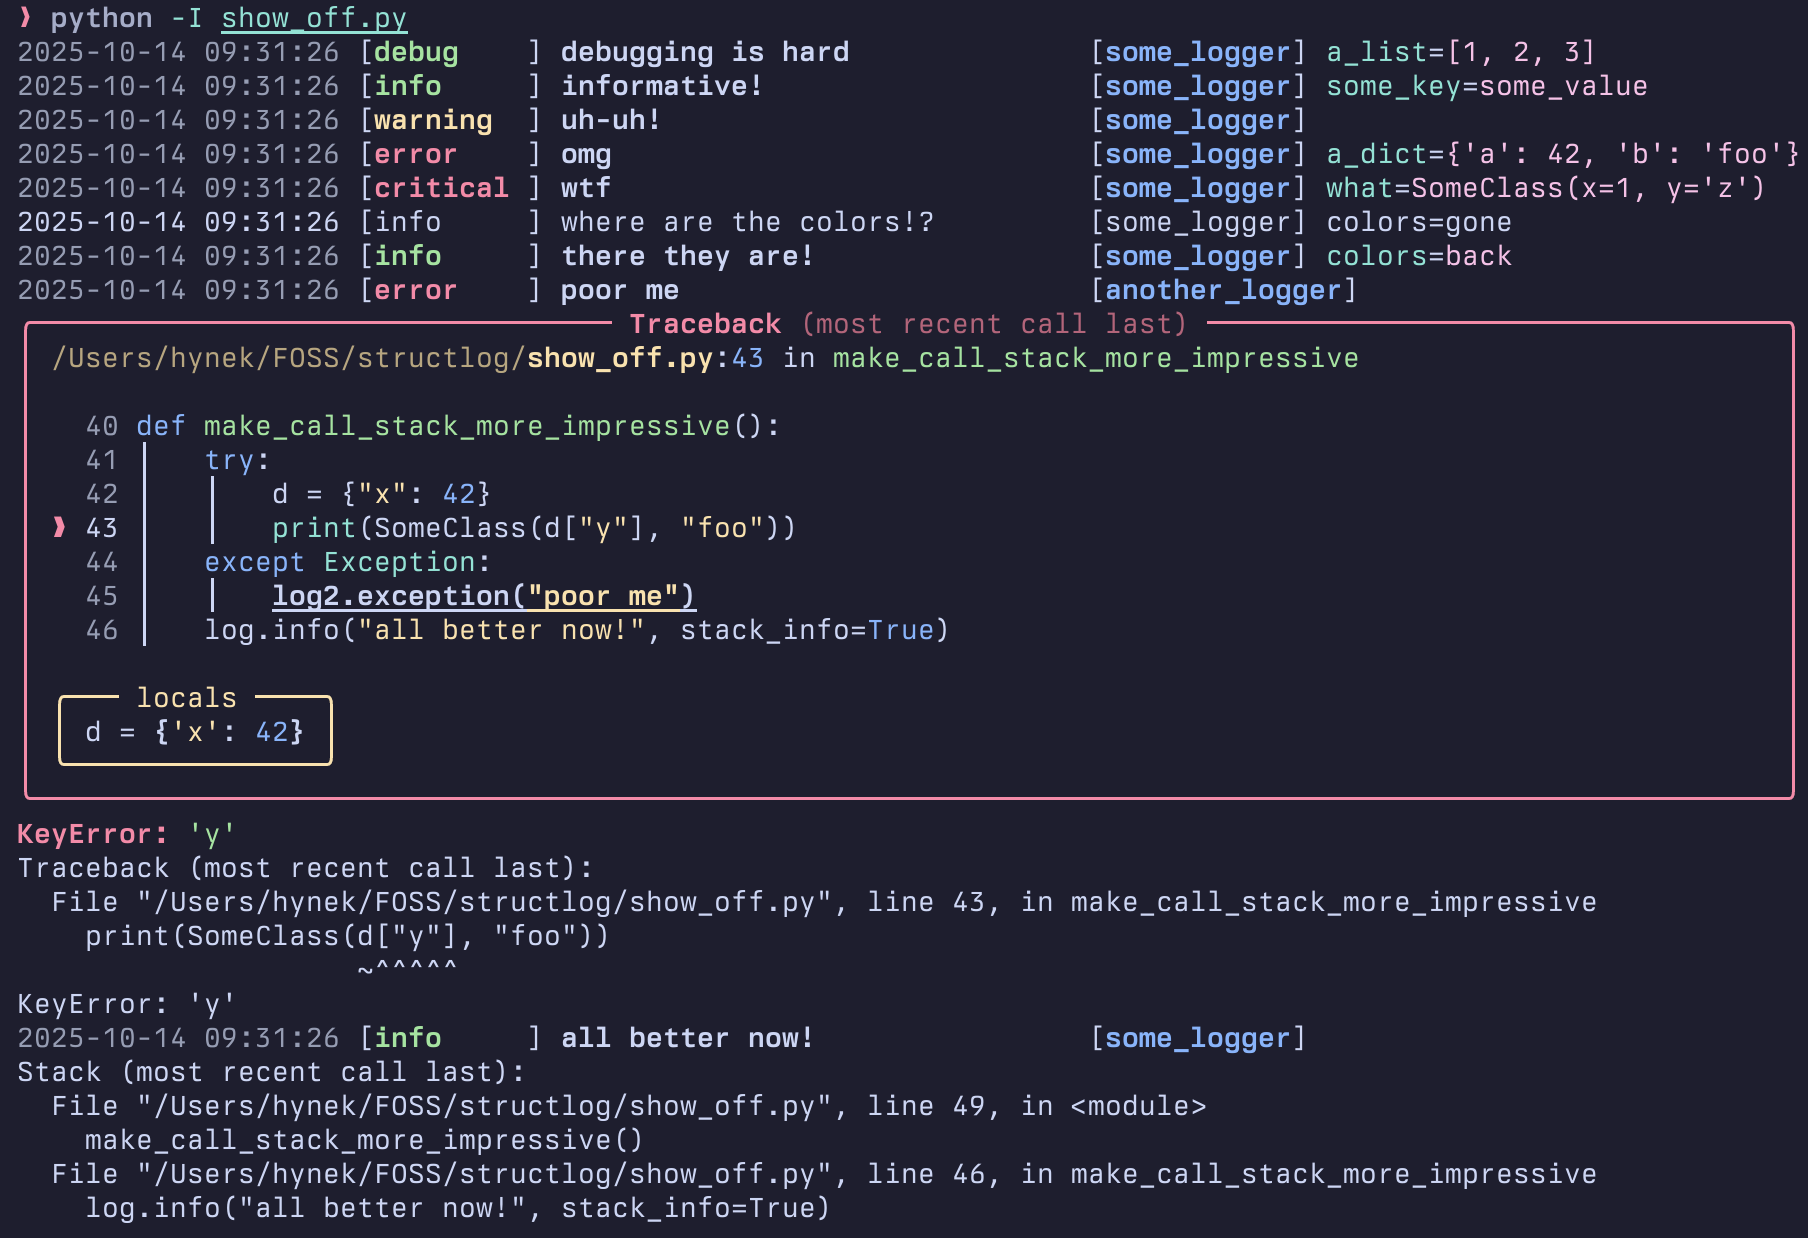 ❱ python -I show_off.py
2025-10-14 09:31:26 [debug    ] debugging is hard              [some_logger] a_list=[1, 2, 3]
2025-10-14 09:31:26 [info     ] informative!                   [some_logger] some_key=some_value
2025-10-14 09:31:26 [warning  ] uh-uh!                         [some_logger]
2025-10-14 09:31:26 [error    ] omg                            [some_logger] a_dict={'a': 42, 'b': 'foo'}
2025-10-14 09:31:26 [critical ] wtf                            [some_logger] what=SomeClass(x=1, y='z')
2025-10-14 09:31:26 [info     ] where are the colors!?         [some_logger] colors=gone
2025-10-14 09:31:26 [info     ] there they are!                [some_logger] colors=back
2025-10-14 09:31:26 [error    ] poor me                        [another_logger]
Traceback (most recent call last)
/Users/hynek/FOSS/structlog/show_off.py:43 in make_call_stack_more_impressive
40 def make_call_stack_more_impressive():
41     try:
42         d = {"x": 42}
❱ 43         print(SomeClass(d["y"], "foo"))
44     except Exception:
45         log2.exception("poor me")
46     log.info("all better now!", stack_info=True)
locals
d = {'x': 42}
KeyError: 'y'
Traceback (most recent call last):
  File "/Users/hynek/FOSS/structlog/show_off.py", line 43, in make_call_stack_more_impressive
    print(SomeClass(d["y"], "foo"))
                    ~^^^^^
KeyError: 'y'
2025-10-14 09:31:26 [info     ] all better now!                [some_logger]
Stack (most recent call last):
  File "/Users/hynek/FOSS/structlog/show_off.py", line 49, in <module>
    make_call_stack_more_impressive()
  File "/Users/hynek/FOSS/structlog/show_off.py", line 46, in make_call_stack_more_impressive
    log.info("all better now!", stack_info=True)